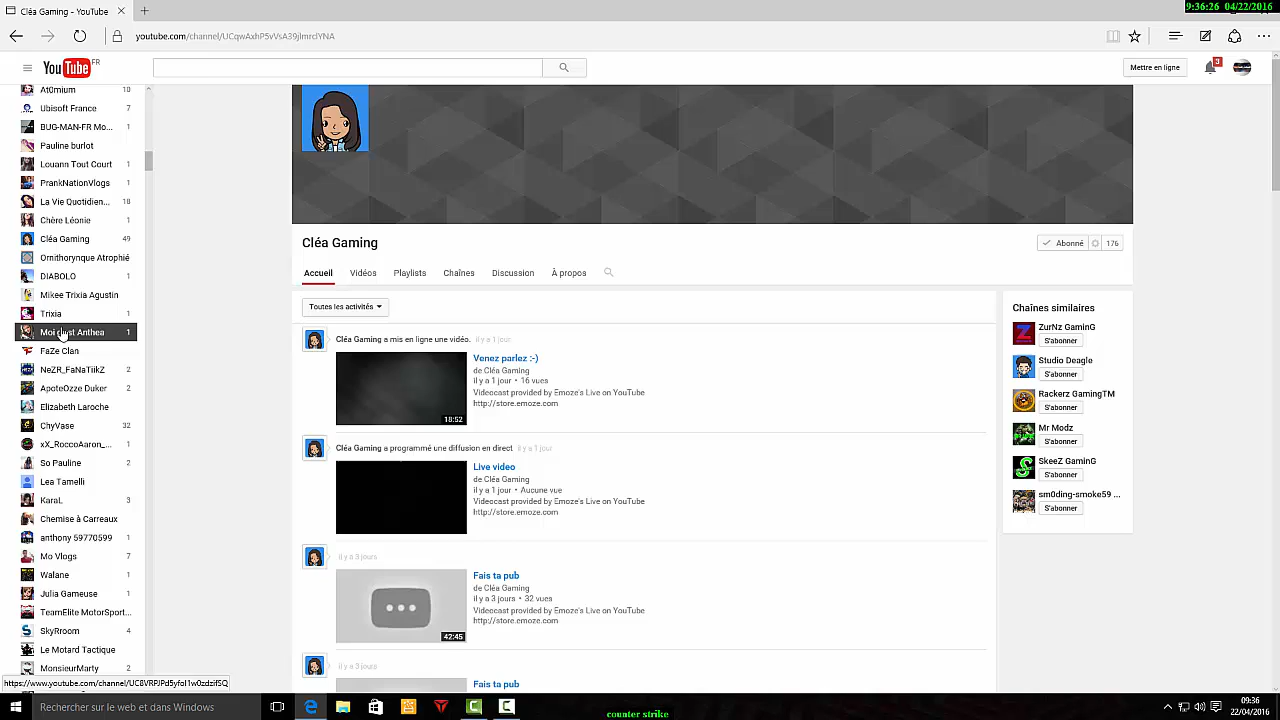 Cléa Gaming - YouTube
9:36:26 04/22/2016
youtube.com/channel/UCqwAxhP5vVsA39jlmrclYNA
YouTube FR
Mettre en ligne
3
At0mium 10
Ubisoft France 7
BUG-MAN-FR Mo... 1
Pauline burlot
Louann Tout Court 1
PrankNationVlogs 1
La Vie Quotidien... 18
Chère Léonie 1
Cléa Gaming 49
Ornithorynque Atrophié
DIABOLO 1
Mikee Trixia Agustin
Trixia 1
Moi c'est Anthea 1
FaZe Clan
NeZR_FaNaTiikZ 2
ApoteOzze Duker 2
Elizabeth Laroche
ChyVase 32
xX_RoccoAaron_... 1
So Pauline 2
Lea Tamelli
KaraL 3
Chemise à Carreaux
anthony 59770599 1
Mo Vlogs 7
Walane 1
Julia Gameuse 1
TeamElite MotorSport...
SkyRoom 4
Le Motard Tactique
MonsieurMarty 2
Cléa Gaming
Abonné 176
Accueil Vidéos Playlists Chaînes Discussion À propos
Toutes les activités
Cléa Gaming a mis en ligne une vidéo. il y a 1 jour
18:52
Venez parlez :-)
de Cléa Gaming
il y a 1 jour • 16 vues
Videocast provided by Emoze's Live on YouTube
http://store.emoze.com
Cléa Gaming a programmé une diffusion en direct il y a 1 jour
Live video
de Cléa Gaming
il y a 1 jour • Aucune vue
Videocast provided by Emoze's Live on YouTube
http://store.emoze.com
il y a 3 jours
42:45
Fais ta pub
de Cléa Gaming
il y a 3 jours • 32 vues
Videocast provided by Emoze's Live on YouTube
http://store.emoze.com
il y a 3 jours
Fais ta pub
Chaînes similaires
ZurNz GaminG
S'abonner
Studio Deagle
S'abonner
Rackerz GamingTM
S'abonner
Mr Modz
S'abonner
SkeeZ GaminG
S'abonner
sm0ding-smoke59 ...
S'abonner
Rechercher sur le web et dans Windows
counter strike
09:36
22/04/2016